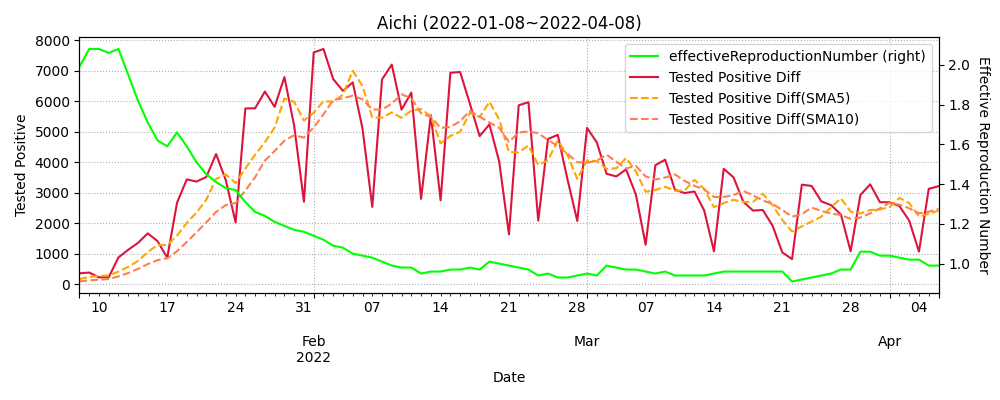 Aichi (2022-01-08~2022-04-08)
effectiveReproductionNumber (right)
Tested Positive Diff
Tested Positive Diff(SMA5)
Tested Positive Diff(SMA10)
Tested Positive
8000
7000
6000
5000
4000
3000
2000
1000
0
2.0
1.8
1.6
1.4
1.2
1.0
Effective Reproduction Number
10 17 24 31 07 14 21 28 07 14 21 28 04
Feb Mar Apr
2022
Date